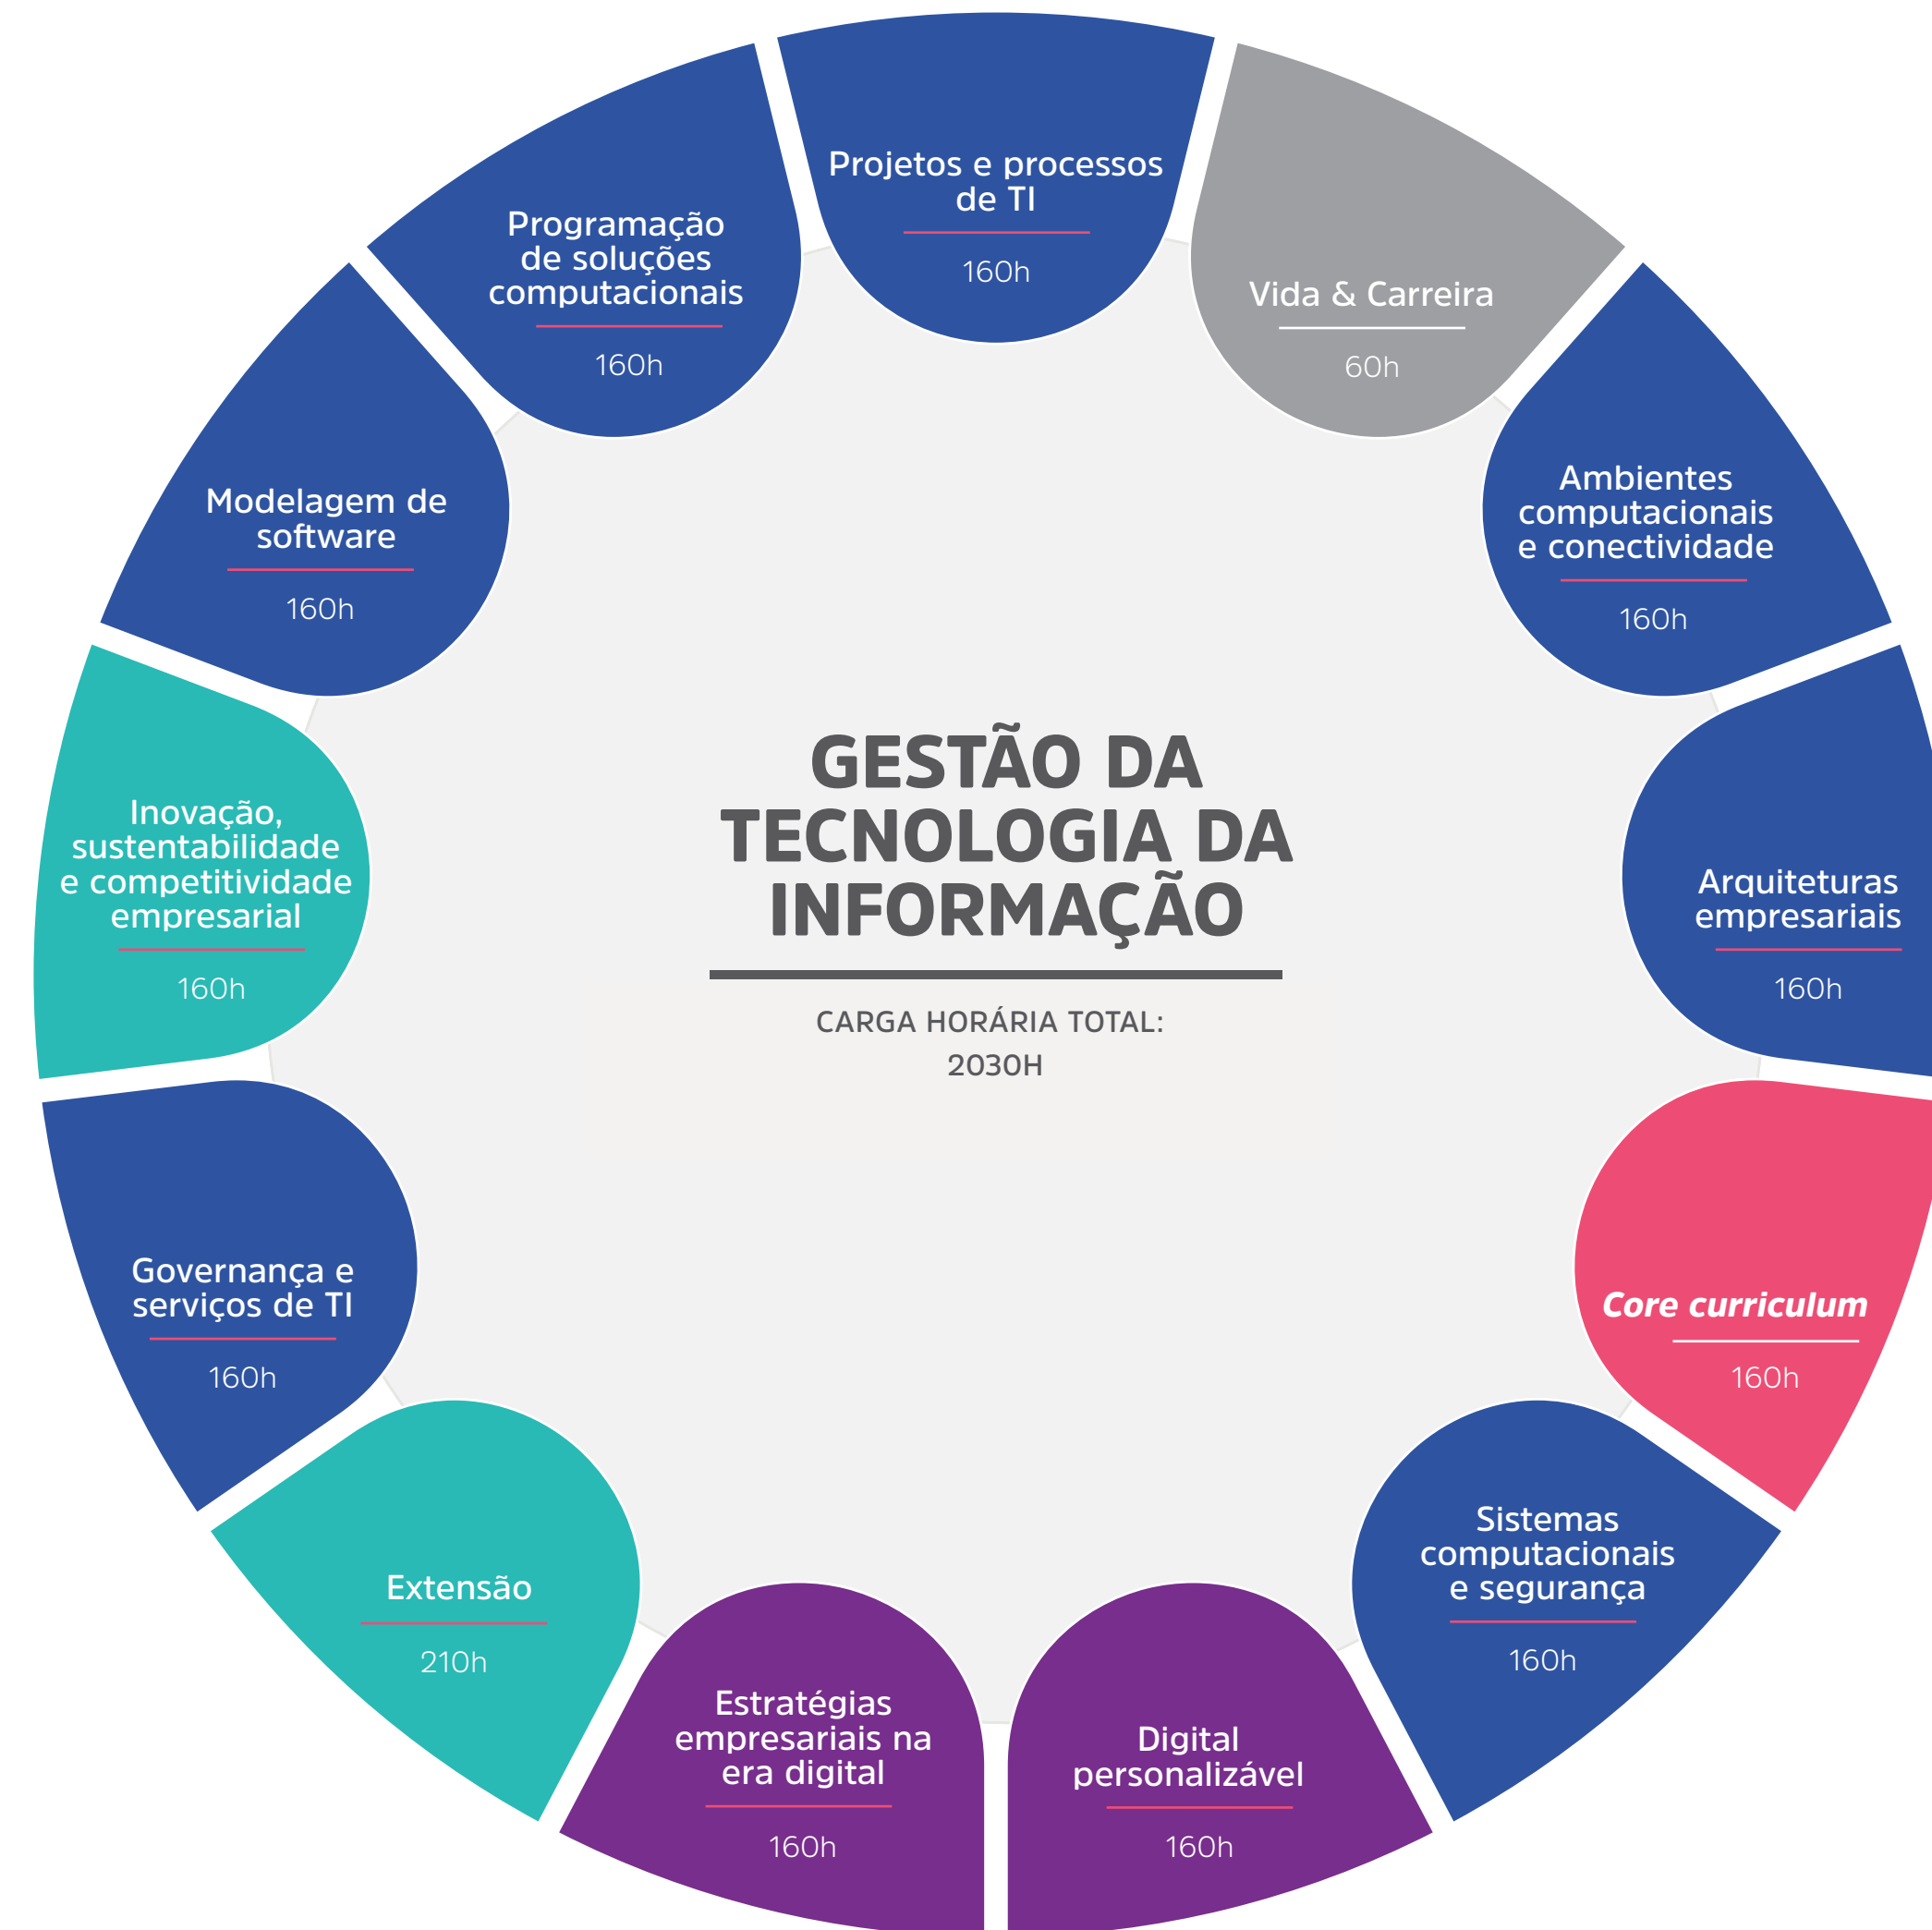 Projetos e processos
de TI
160h
Vida & Carreira
60h
Ambientes
computacionais
e conectividade
160h
Arquiteturas
empresariais
160h
Core curriculum
160h
Sistemas
computacionais
e segurança
160h
Digital
personalizável
160h
Estratégias
empresariais na
era digital
160h
Extensão
210h
Governança e
serviços de TI
160h
Inovação,
sustentabilidade
e competitividade
empresarial
160h
Modelagem de
software
160h
Programação
de soluções
computacionais
160h
GESTÃO DA
TECNOLOGIA DA
INFORMAÇÃO
CARGA HORÁRIA TOTAL:
2030H